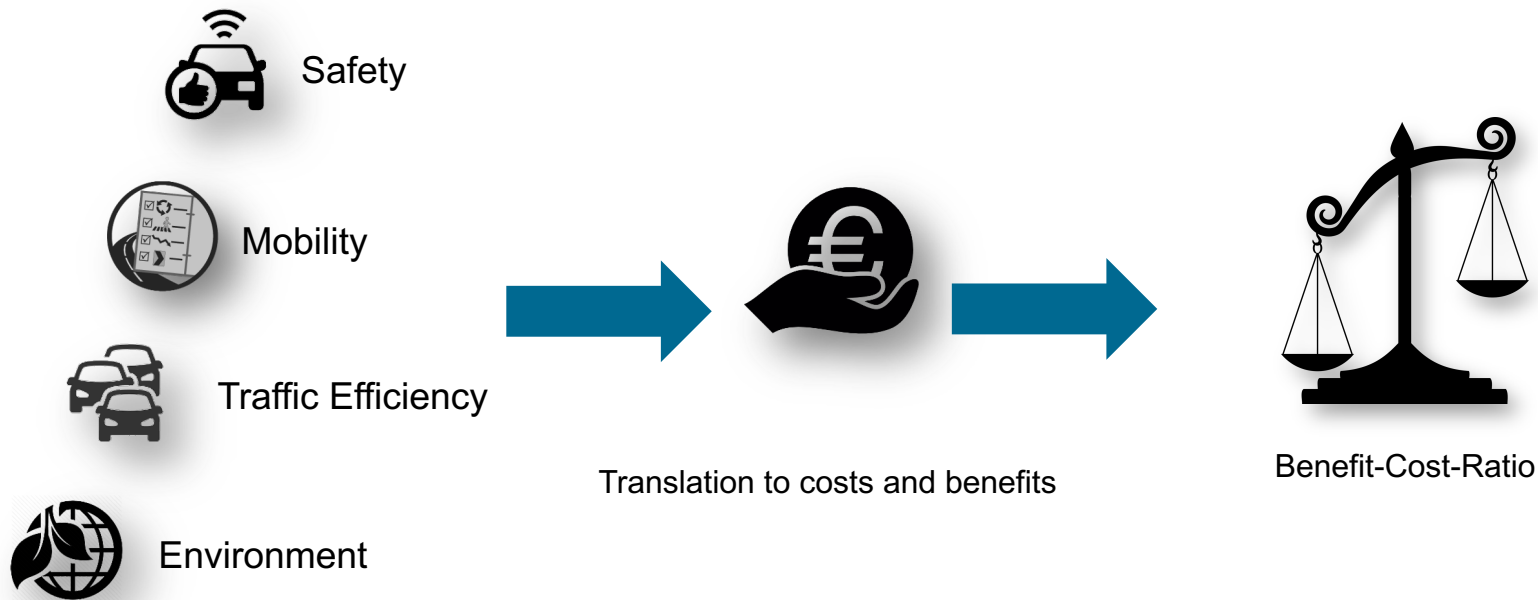 Safety
Mobility
Traffic Efficiency
Environment
€
Translation to costs and benefits
Benefit-Cost-Ratio